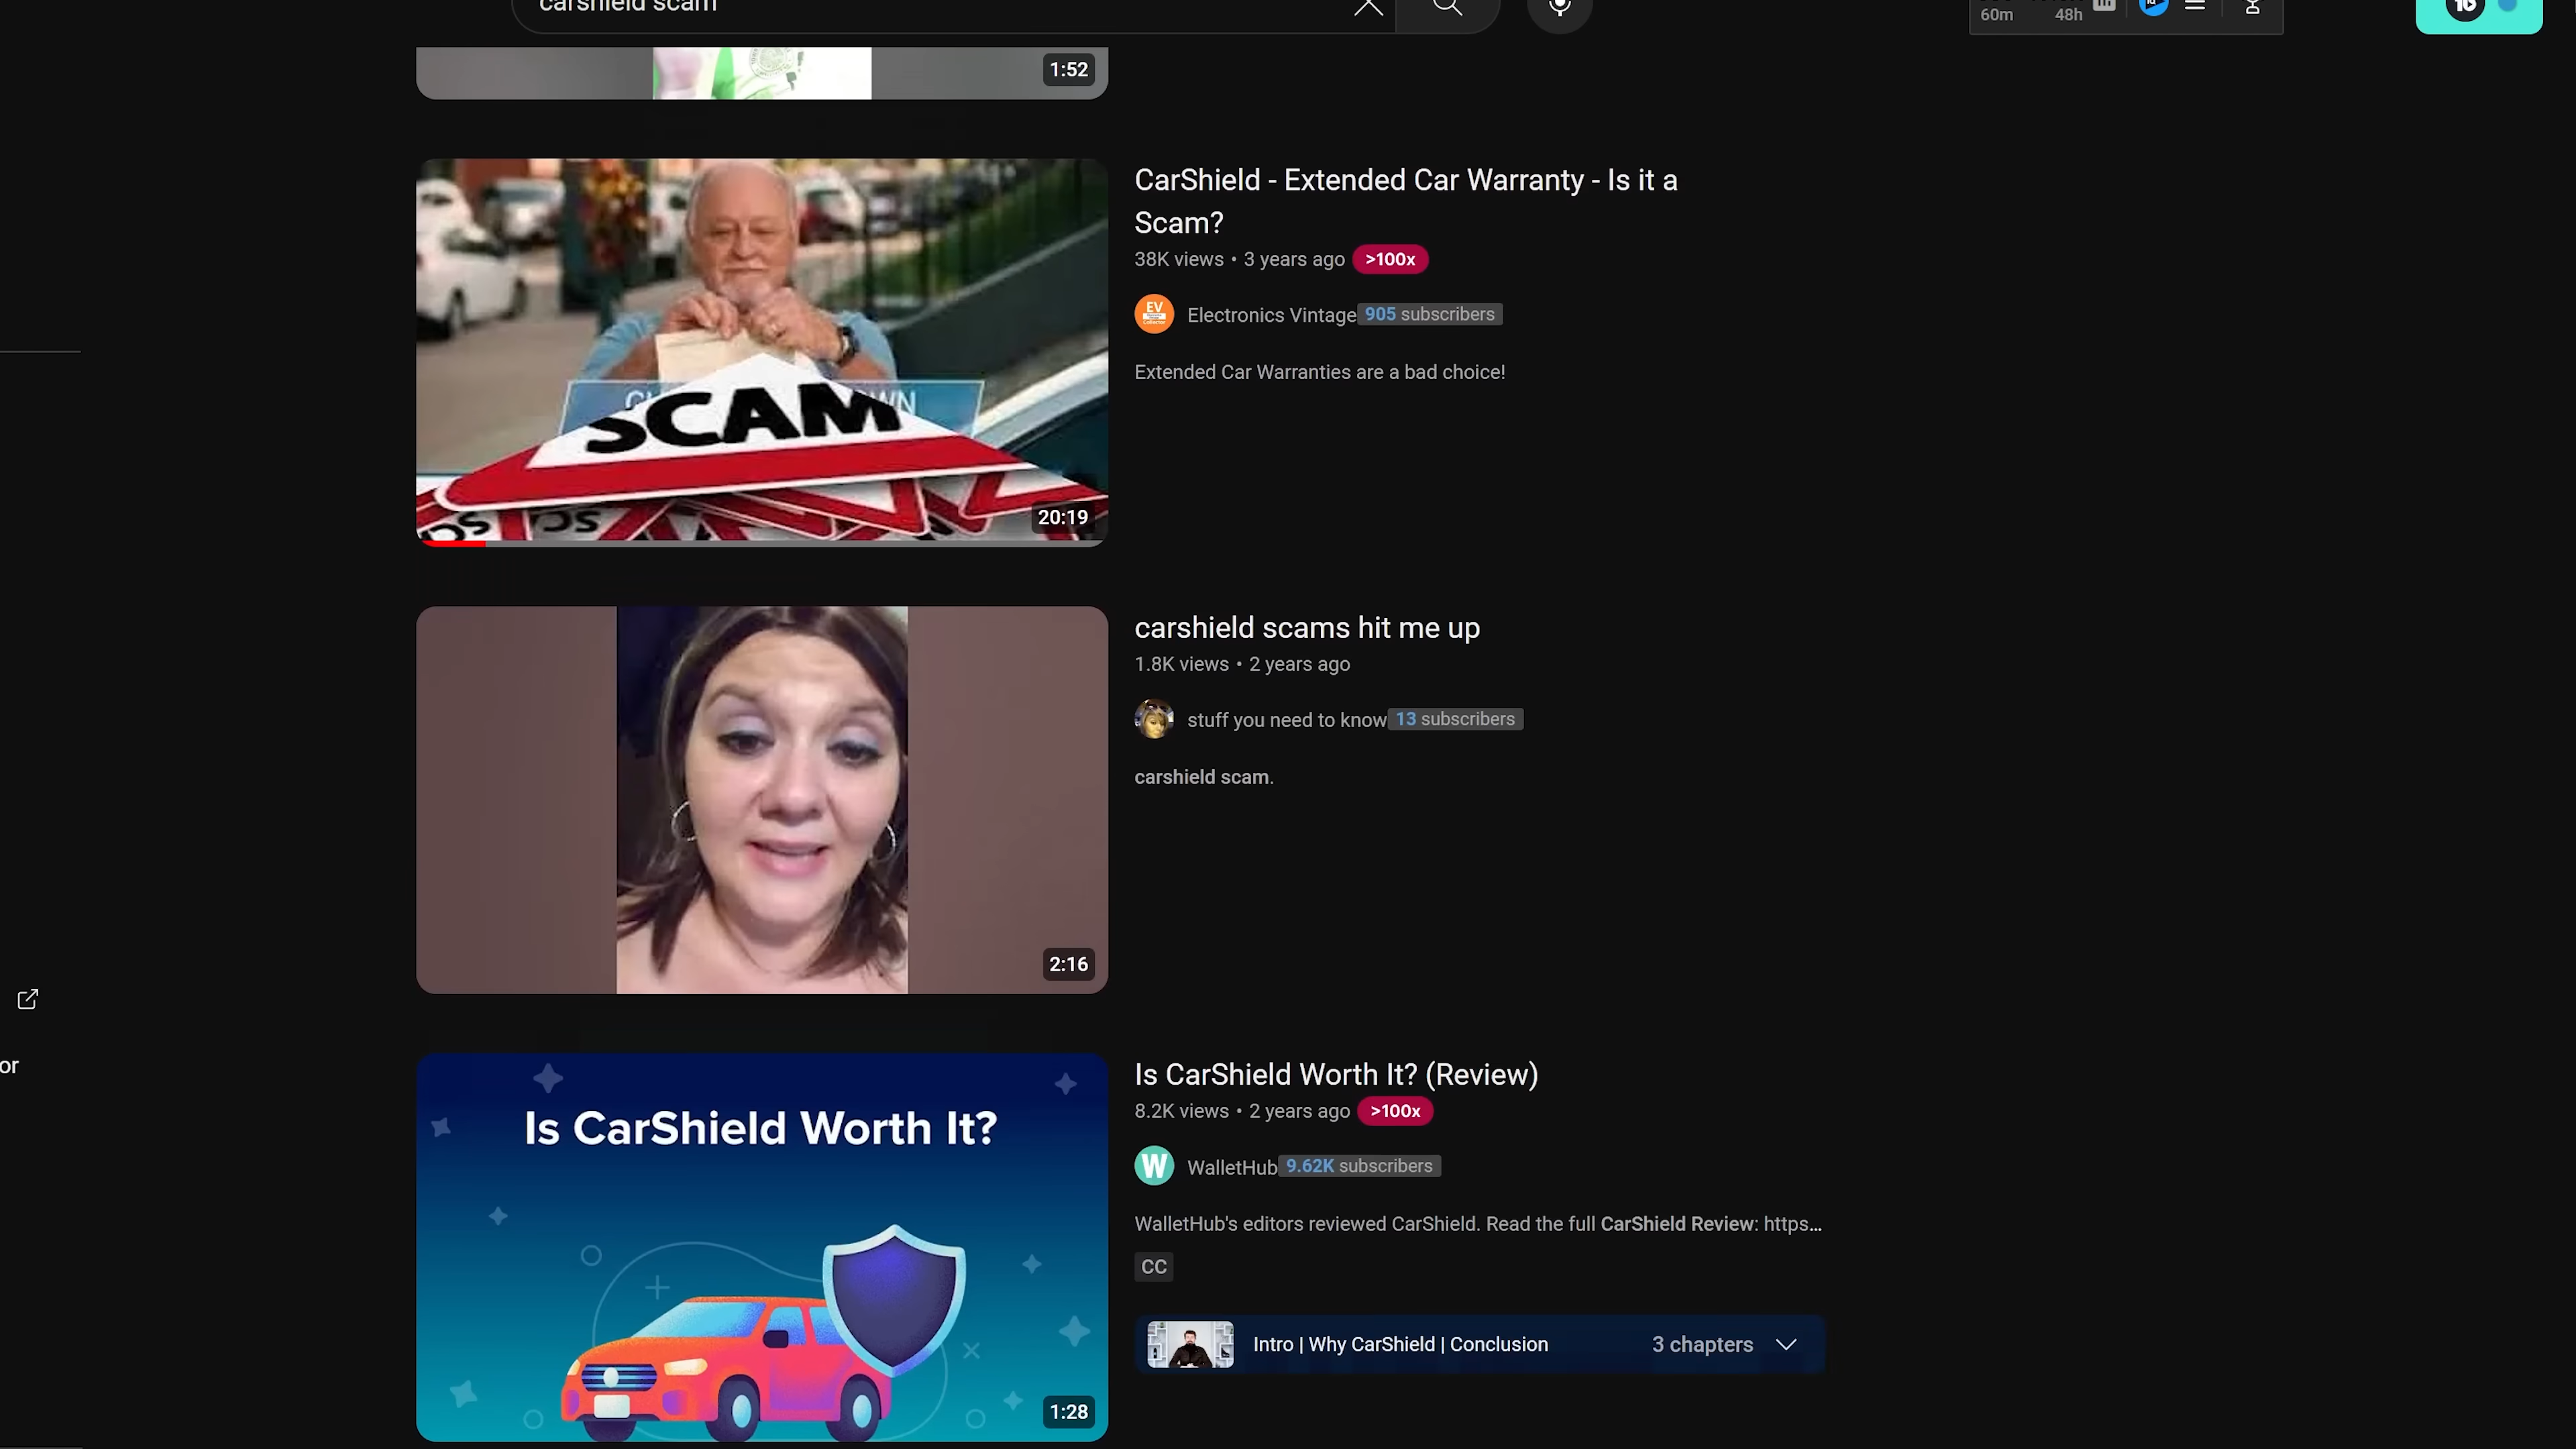 carshield scam
60m 48h
1:52
CarShield - Extended Car Warranty - Is it a
Scam?
38K views • 3 years ago >100x
EV
Electronics Vintage 905 subscribers
Extended Car Warranties are a bad choice!
SCAM
20:19
carshield scams hit me up
1.8K views • 2 years ago
stuff you need to know 13 subscribers
carshield scam.
2:16
Is CarShield Worth It?
1:28
Is CarShield Worth It? (Review)
8.2K views • 2 years ago >100x
W
WalletHub 9.62K subscribers
WalletHub's editors reviewed CarShield. Read the full CarShield Review: https...
CC
Intro | Why CarShield | Conclusion 3 chapters
or